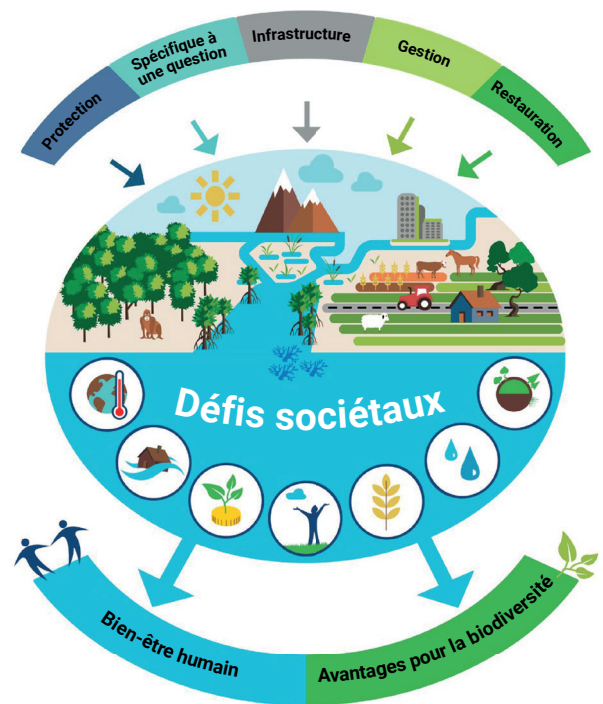 Protection
Spécifique à
une question
Infrastructure
Gestion
Restauration
Défis sociétaux
Bien-être humain
Avantages pour la biodiversité